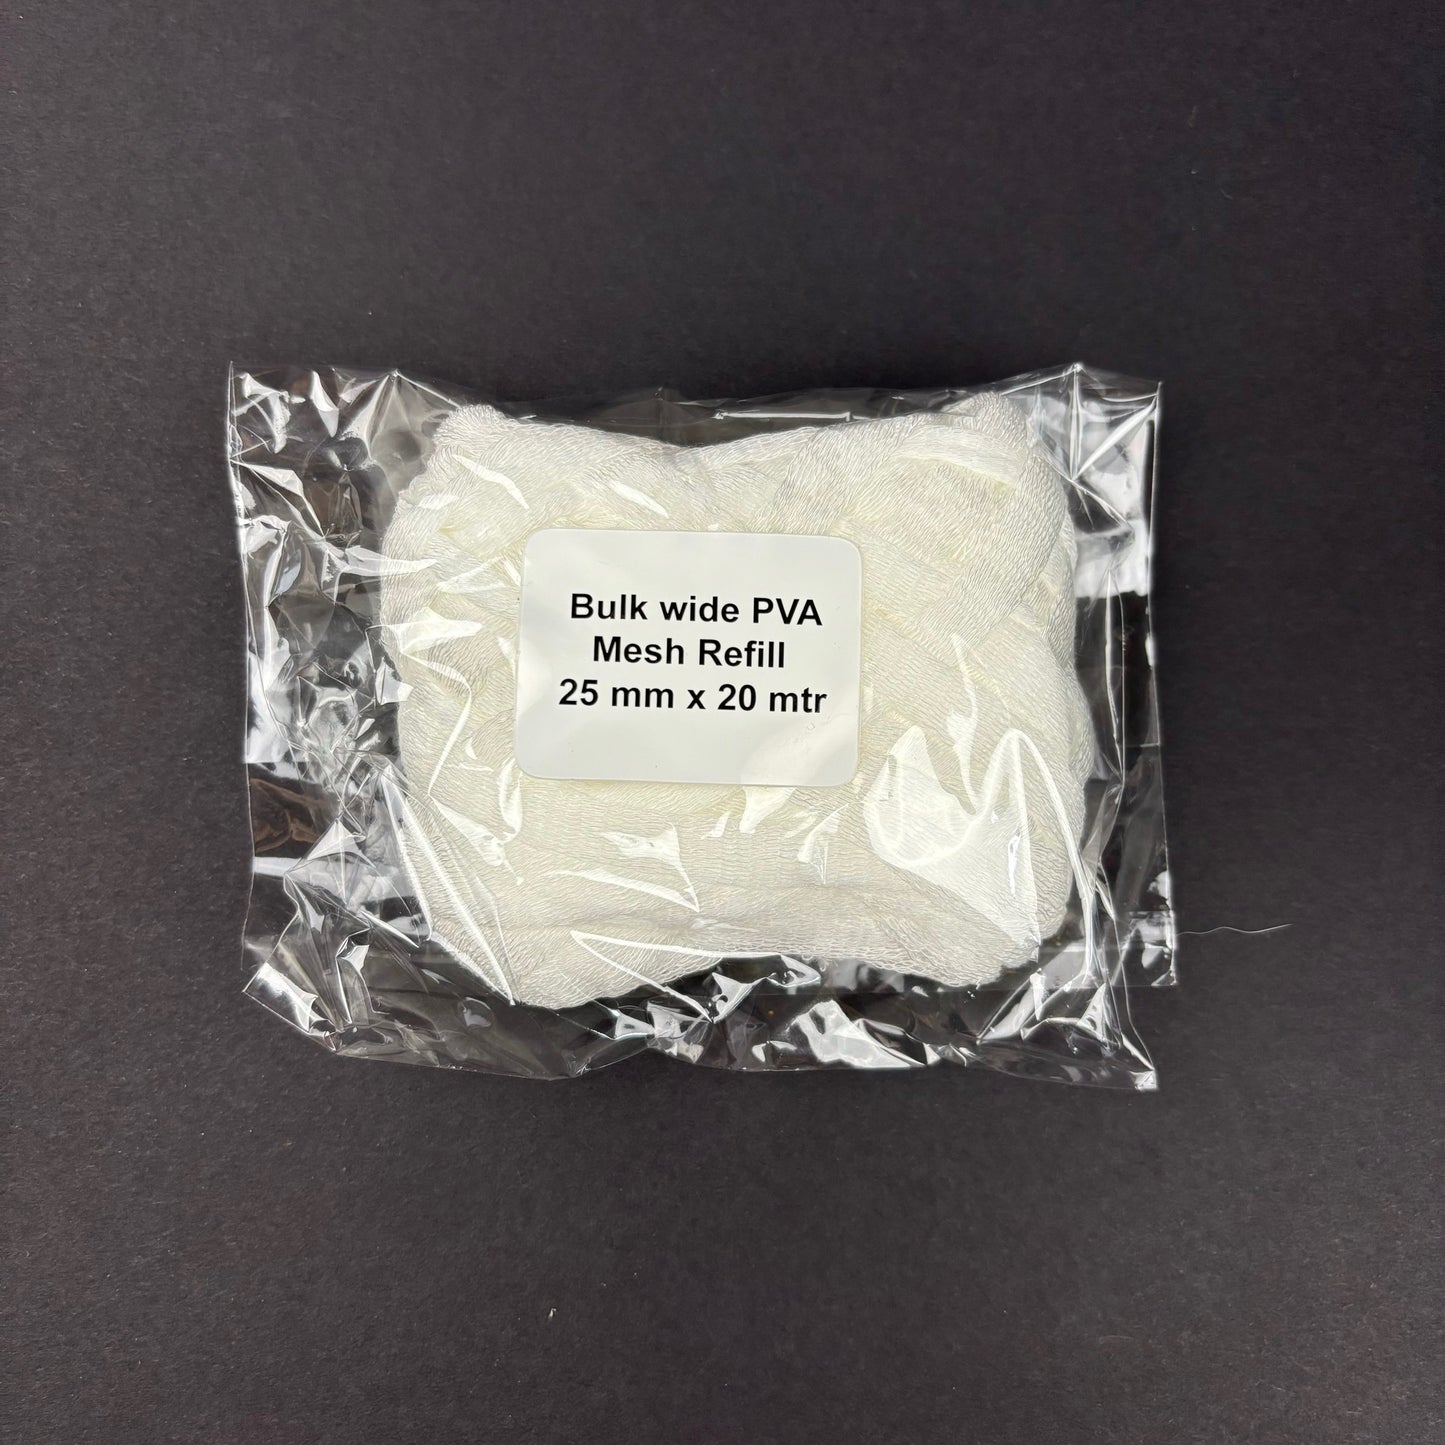 Bulk wide PVA
Mesh Refill
25 mm x 20 mtr